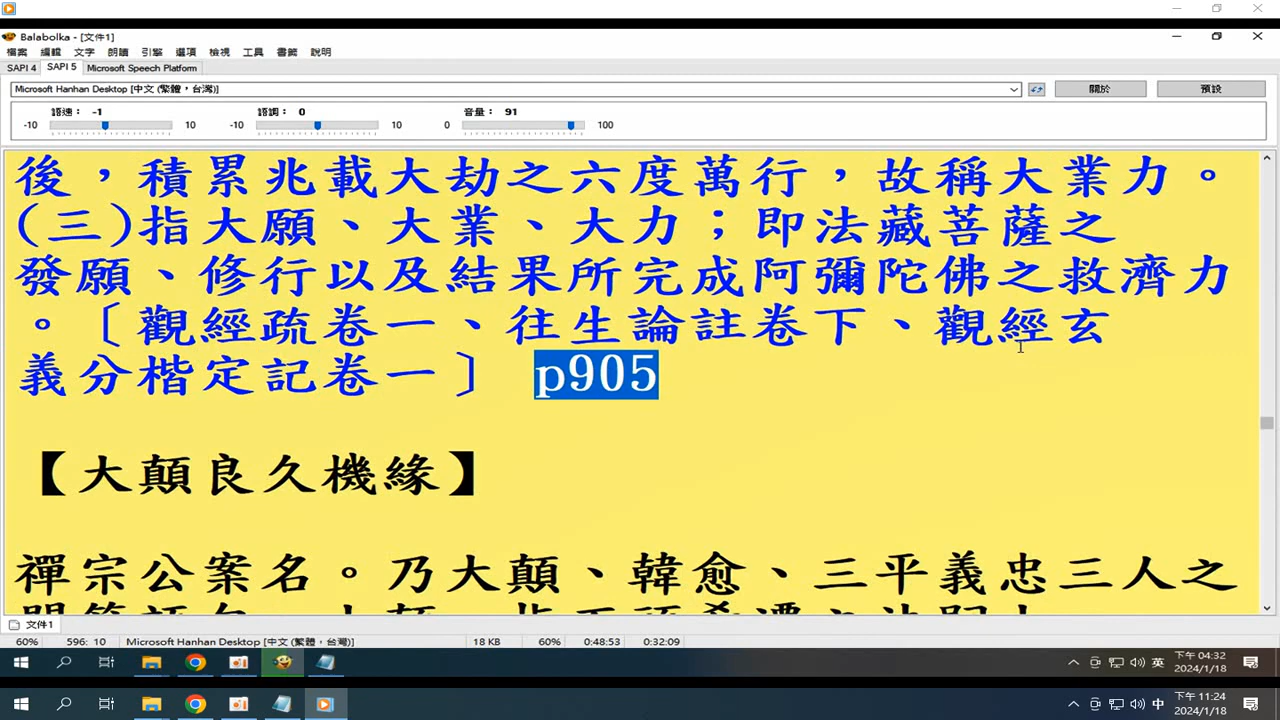 Balabolka - [文件1]
檔案 編輯 文字 朗讀 引擎 選項 檢視 工具 書籤 說明
SAPI 4 SAPI 5 Microsoft Speech Platform
Microsoft Hanhan Desktop [中文 (繁體，台灣)] 關於 預設
語速： -1 語調： 0 音量： 91
-10 10 -10 10 0 100
後，積累兆載大劫之六度萬行，故稱大業力。
(三)指大願、大業、大力；即法藏菩薩之
發願、修行以及結果所完成阿彌陀佛之救濟力
。〔觀經疏卷一、往生論註卷下、觀經玄
義分楷定記卷一〕 p905
【大顛良久機緣】
禪宗公案名。乃大顛、韓愈、三平義忠三人之
文件1
60% 596: 10 Microsoft Hanhan Desktop [中文 (繁體，台灣)] 18 KB 60% 0:48:53 0:32:09
英 下午 04:32
2024/1/18
中 下午 11:24
2024/1/18